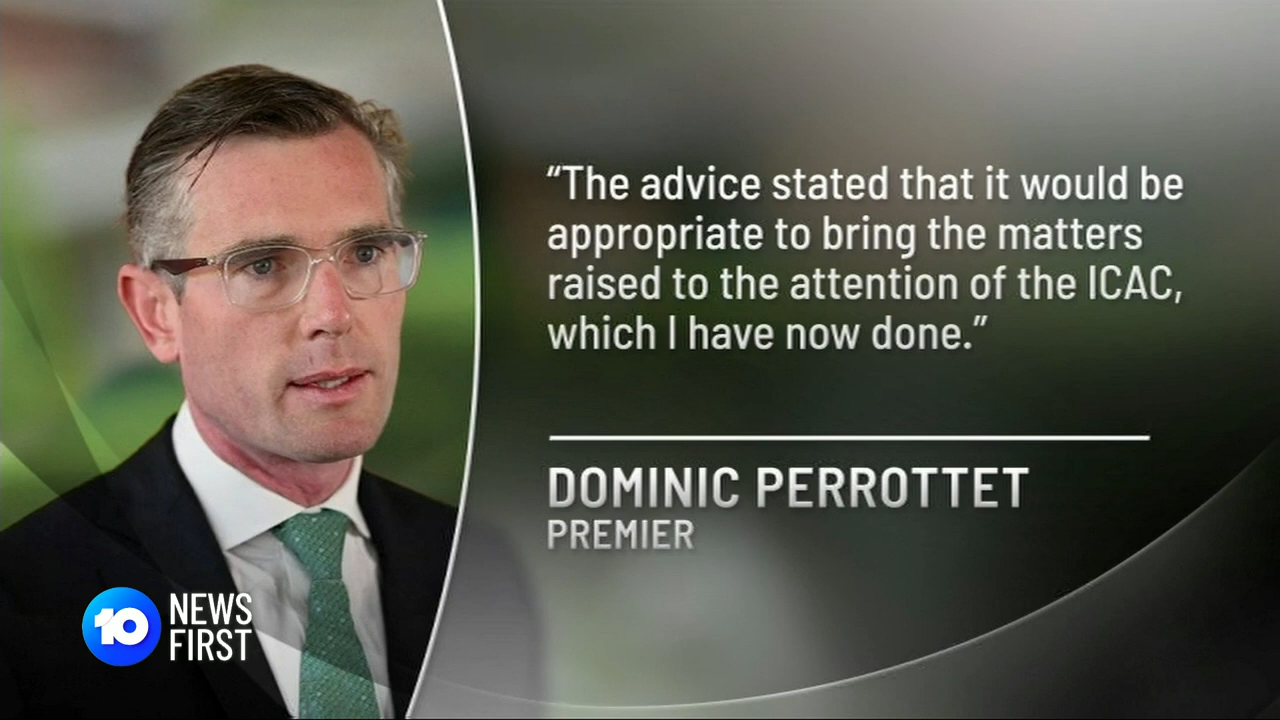 “The advice stated that it would be
appropriate to bring the matters
raised to the attention of the ICAC,
which I have now done.”
DOMINIC PERROTTET
PREMIER
10 NEWS
FIRST